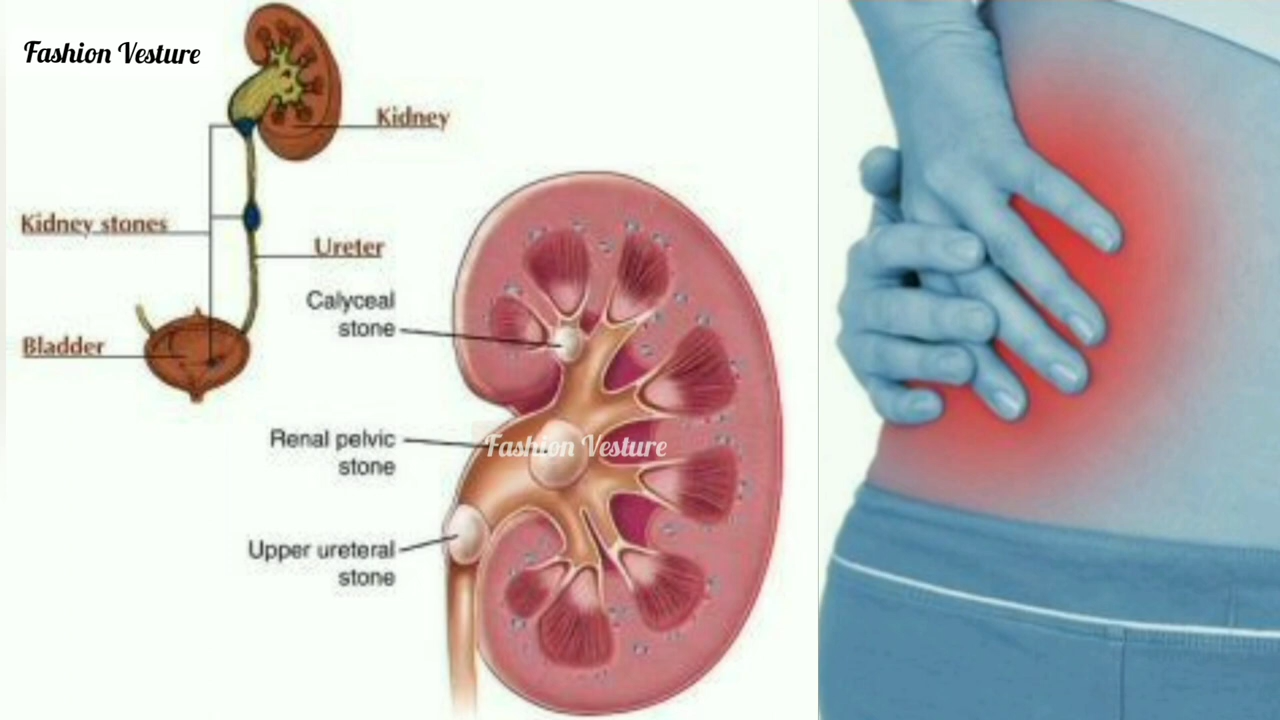 Fashion Vesture
Kidney
Kidney stones
Ureter
Calyceal
stone
Bladder
Renal pelvic
stone
Fashion Vesture
Upper ureteral
stone